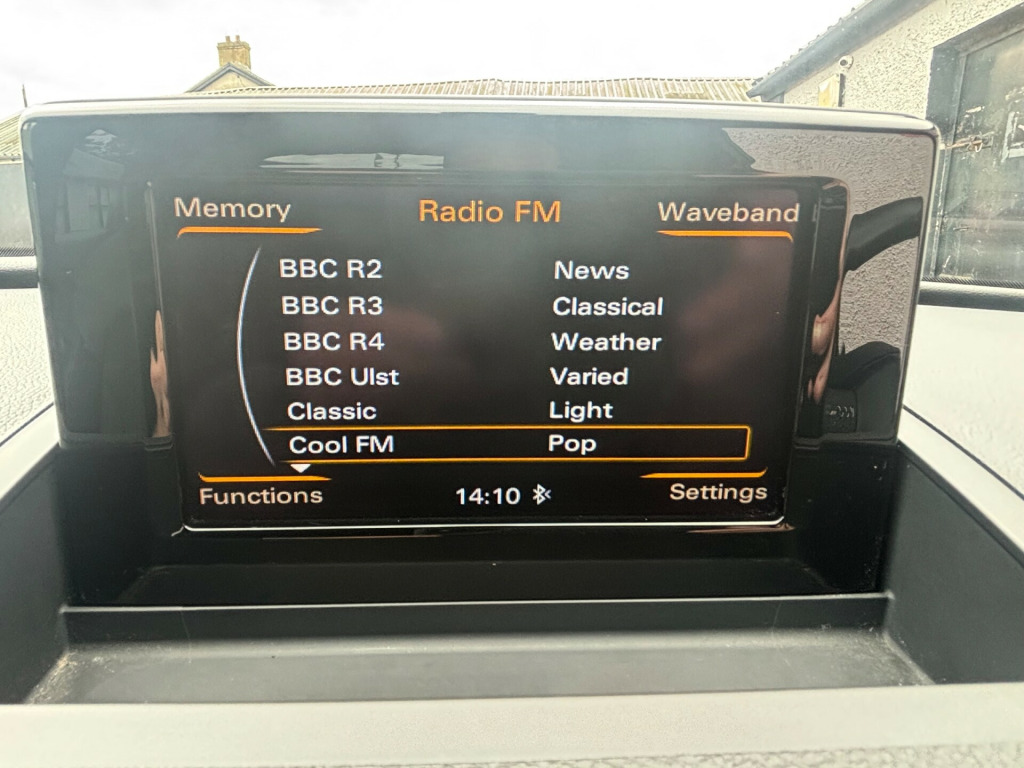 Memory Radio FM Waveband
BBC R2 News
BBC R3 Classical
BBC R4 Weather
BBC Ulst Varied
Classic Light
Cool FM Pop
Functions 14:10 Settings